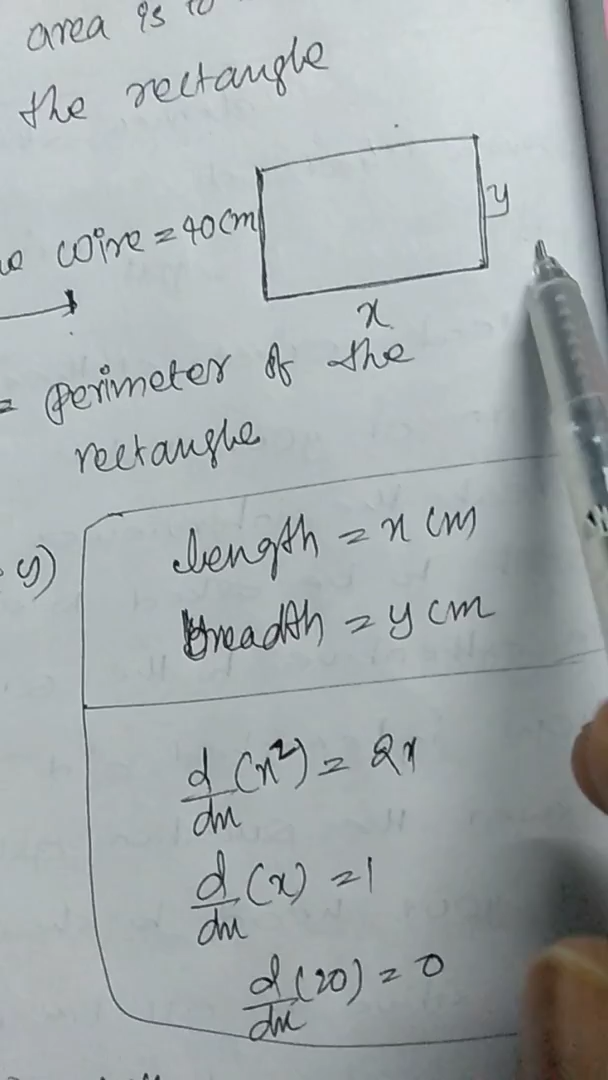 area is to
the rectangle
wire = 40cm
y
x
= perimeter of the
rectangle
y)
length = x cm
breadth = y cm
d/dx (x²) = 2x
d/dx (x) = 1
d/dx (20) = 0